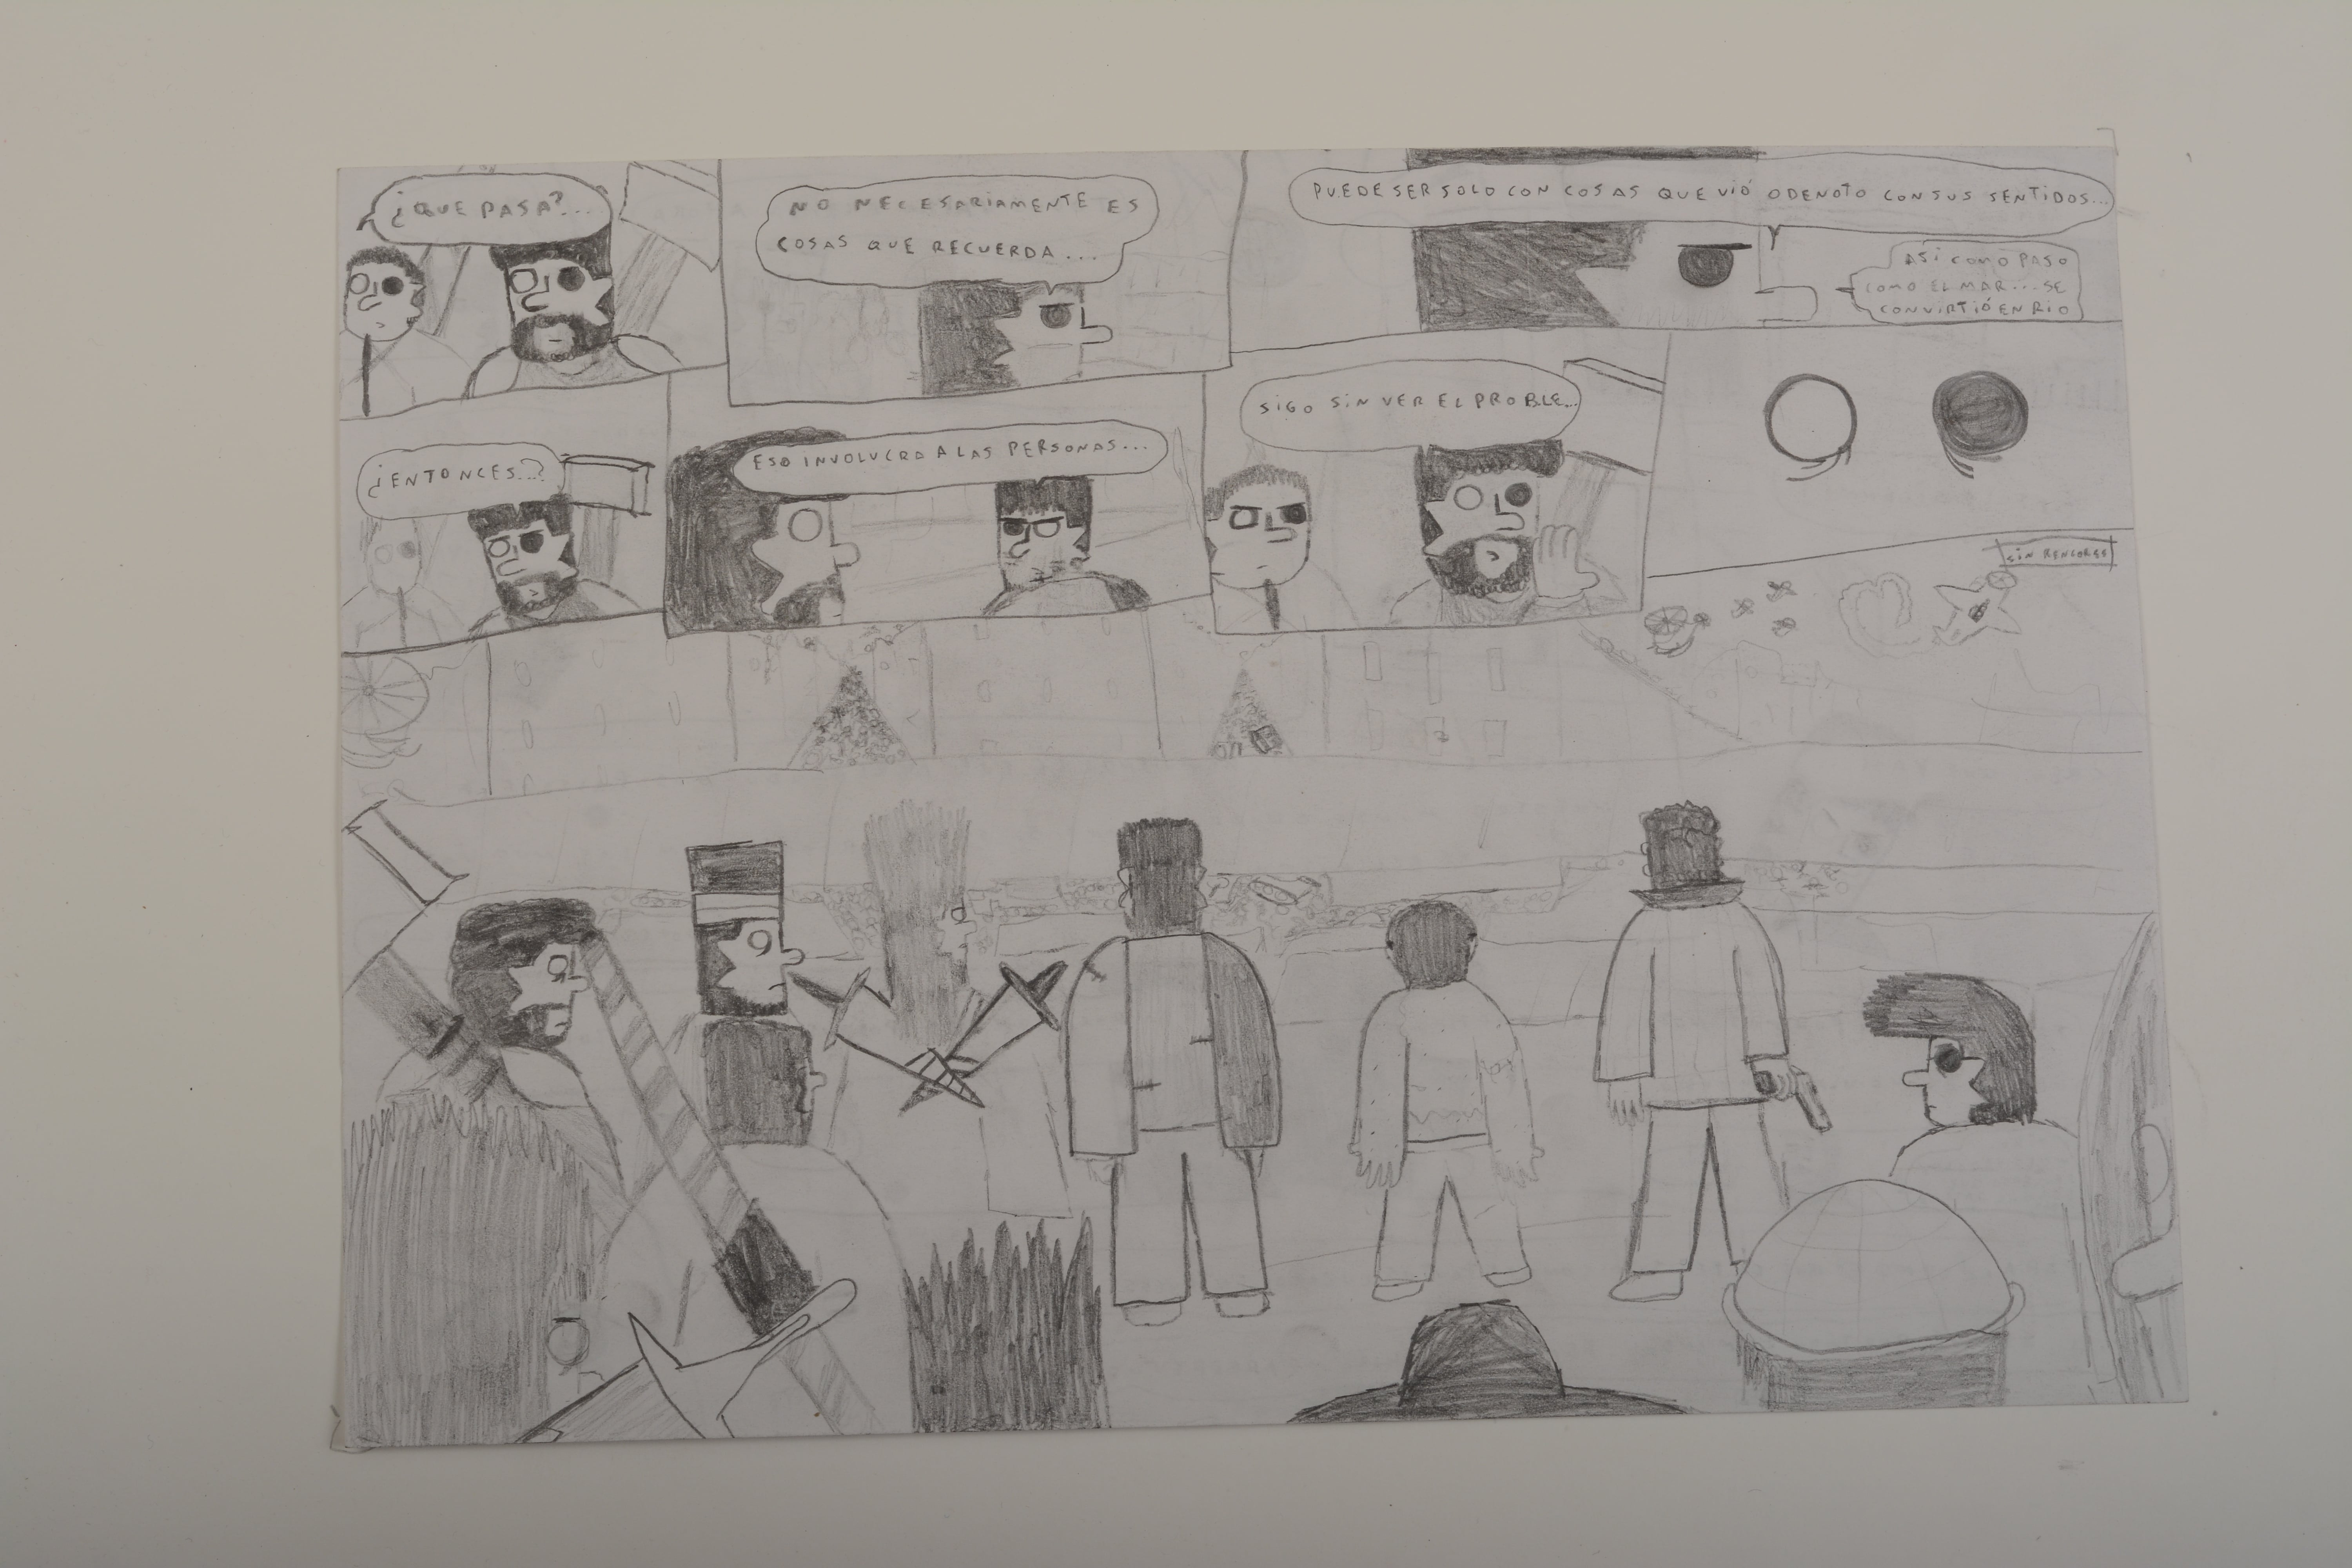 ¿QUE PASA?...
NO NECESARIAMENTE ES
COSAS QUE RECUERDA...
PUEDE SER SOLO CON COSAS QUE VIÓ O DENOTO CON SUS SENTIDOS...
ASI COMO PASO
COMO EL MAR...SE
CONVIRTIÓ EN RIO
¿ENTONCES...?
ESO INVOLUCRA A LAS PERSONAS...
SIGO SIN VER EL PROBLE...
SIN RENCORES